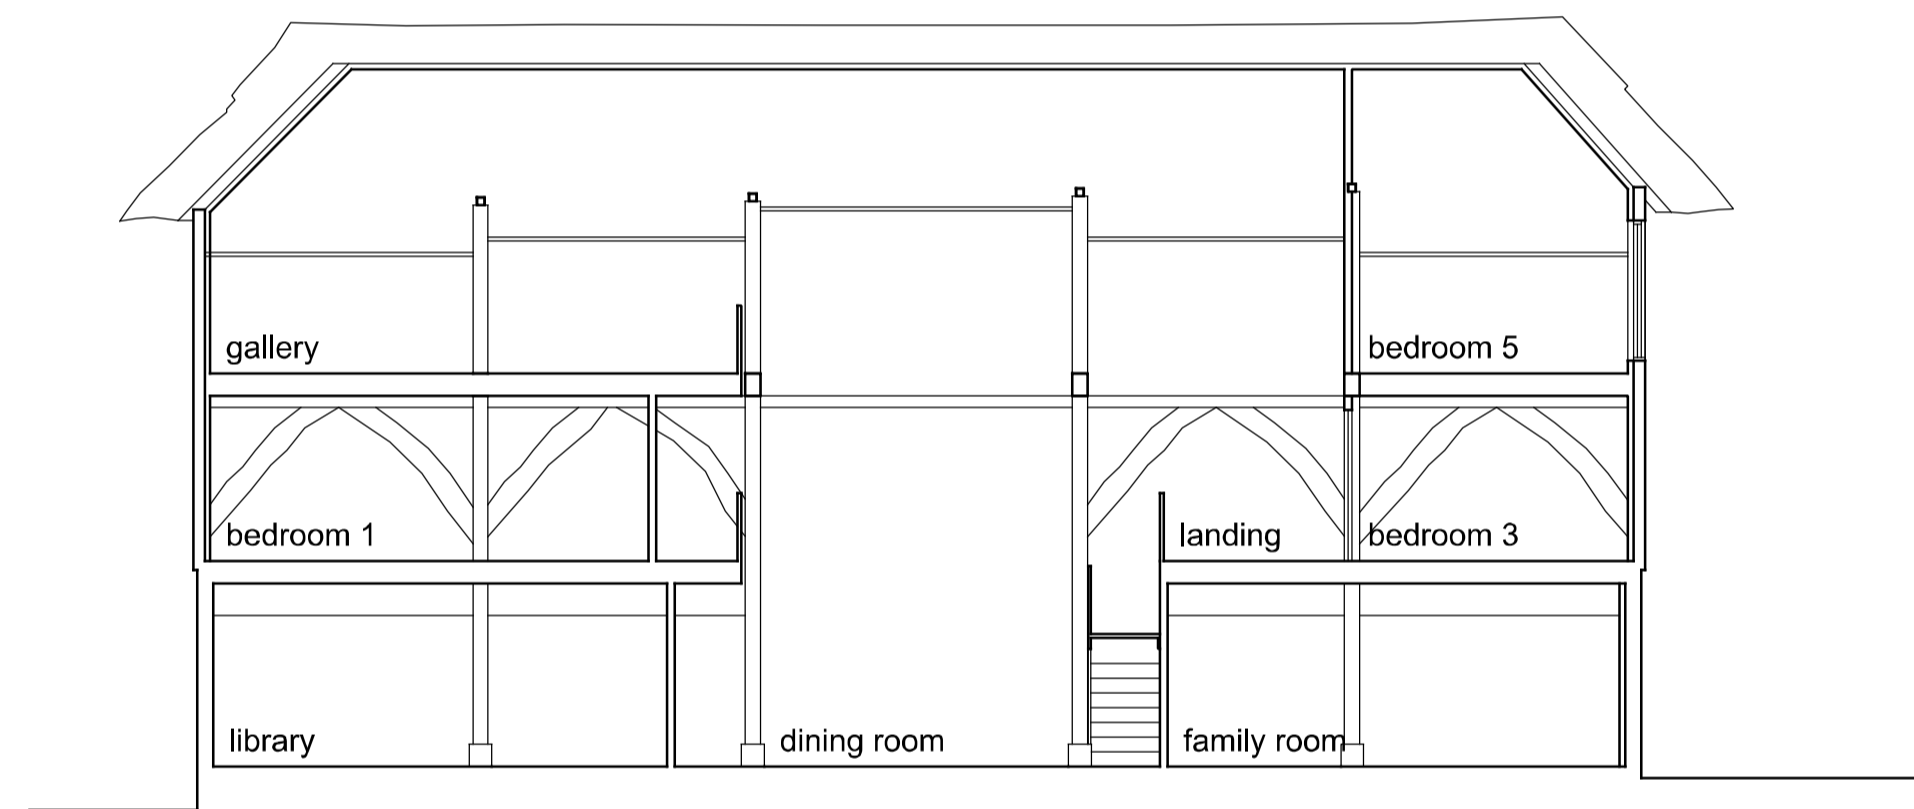 gallery
bedroom 5
bedroom 1
landing
bedroom 3
library
dining room
family room